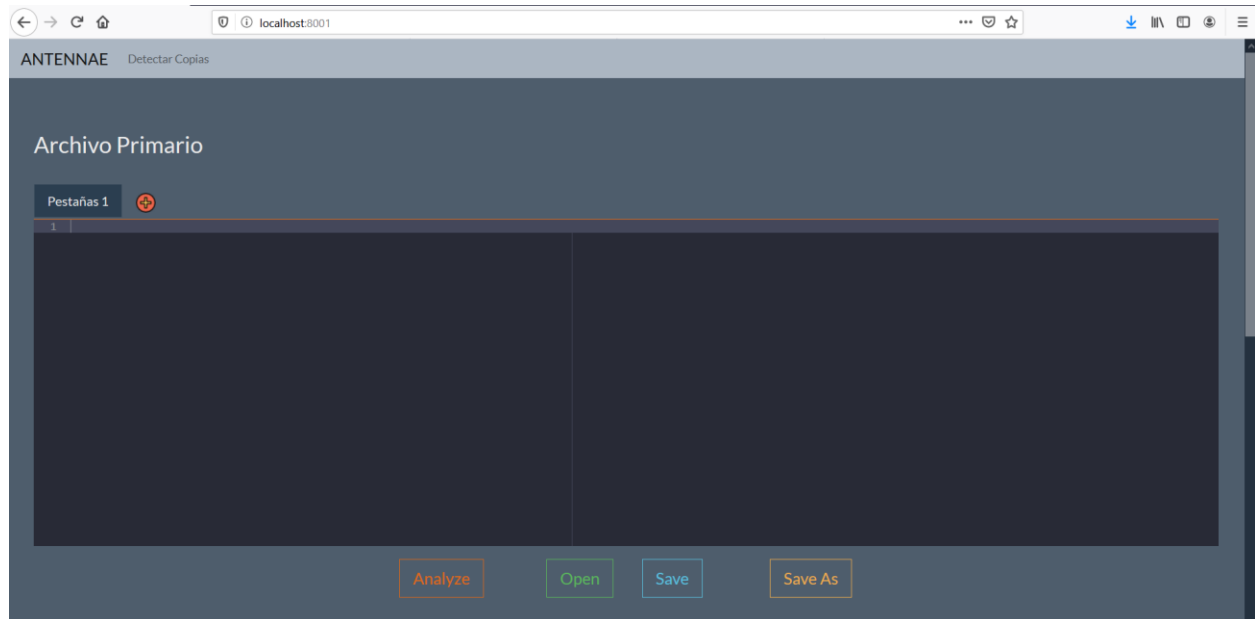 localhost:8001
ANTENNAE Detectar Copias
Archivo Primario
Pestañas 1
1
Analyze Open Save Save As